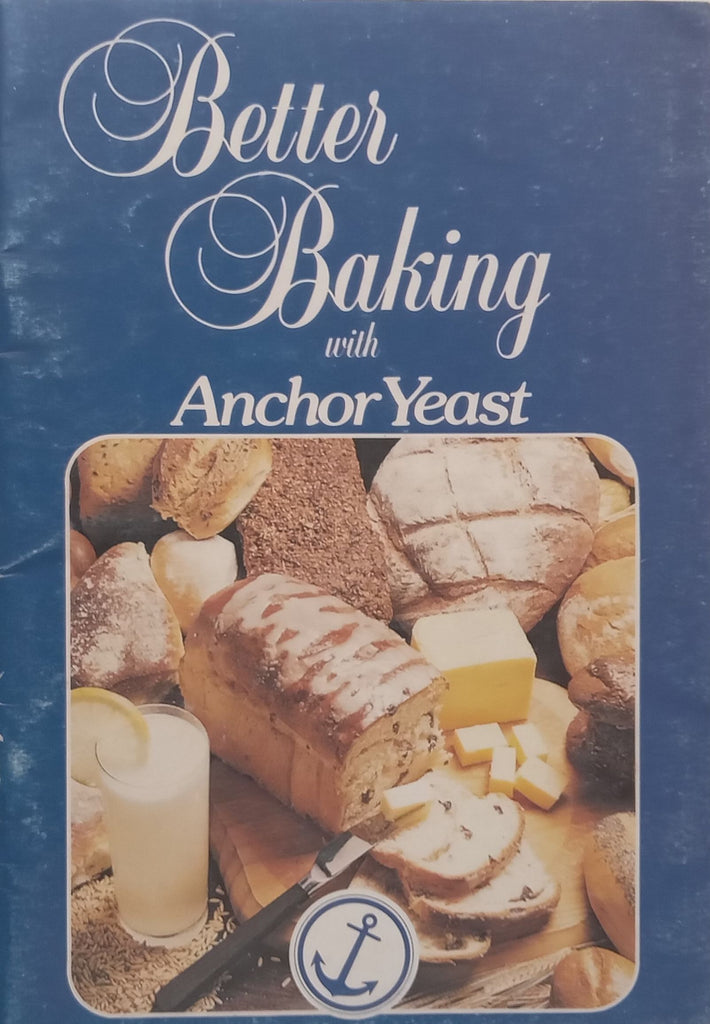 Better
Baking
with
Anchor Yeast